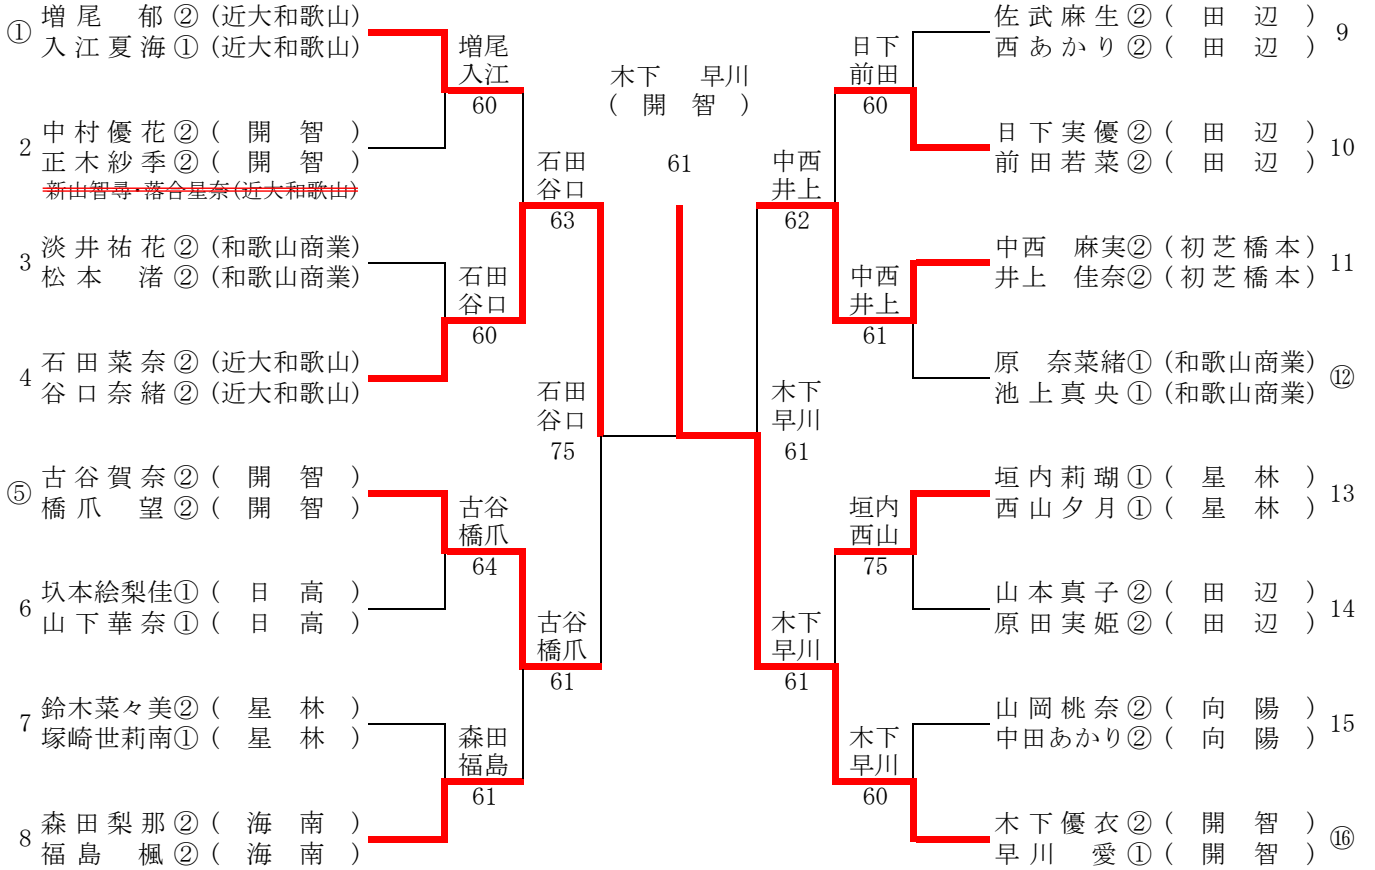 ① 増尾 郁② (近大和歌山)
入江夏海① (近大和歌山)
2 中村優花② ( 開 智 )
正木紗季② ( 開 智 )
新山智尋・落合星奈(近大和歌山)
3 淡井祐花② (和歌山商業)
松本 渚② (和歌山商業)
4 石田菜奈② (近大和歌山)
谷口奈緒② (近大和歌山)
⑤ 古谷賀奈② ( 開 智 )
橋爪 望② ( 開 智 )
6 圦本絵梨佳① ( 日 高 )
山下華奈① ( 日 高 )
7 鈴木菜々美② ( 星 林 )
塚崎世莉南① ( 星 林 )
8 森田梨那② ( 海 南 )
福島 楓② ( 海 南 )
増尾
入江
60
石田
谷口
60
古谷
橋爪
64
森田
福島
61
石田
谷口
63
古谷
橋爪
61
石田
谷口
75
木下 早川
( 開 智 )
61
木下
早川
61
中西
井上
62
木下
早川
61
日下
前田
60
中西
井上
61
垣内
西山
75
木下
早川
60
佐武麻生② ( 田 辺 ) 9
西あかり② ( 田 辺 )
日下実優② ( 田 辺 ) 10
前田若菜② ( 田 辺 )
中西 麻実② (初芝橋本) 11
井上 佳奈② (初芝橋本)
原 奈菜緒① (和歌山商業) ⑫
池上真央① (和歌山商業)
垣内莉瑚① ( 星 林 ) 13
西山夕月① ( 星 林 )
山本真子② ( 田 辺 ) 14
原田実姫② ( 田 辺 )
山岡桃奈② ( 向 陽 ) 15
中田あかり② ( 向 陽 )
木下優衣② ( 開 智 ) ⑯
早川 愛① ( 開 智 )